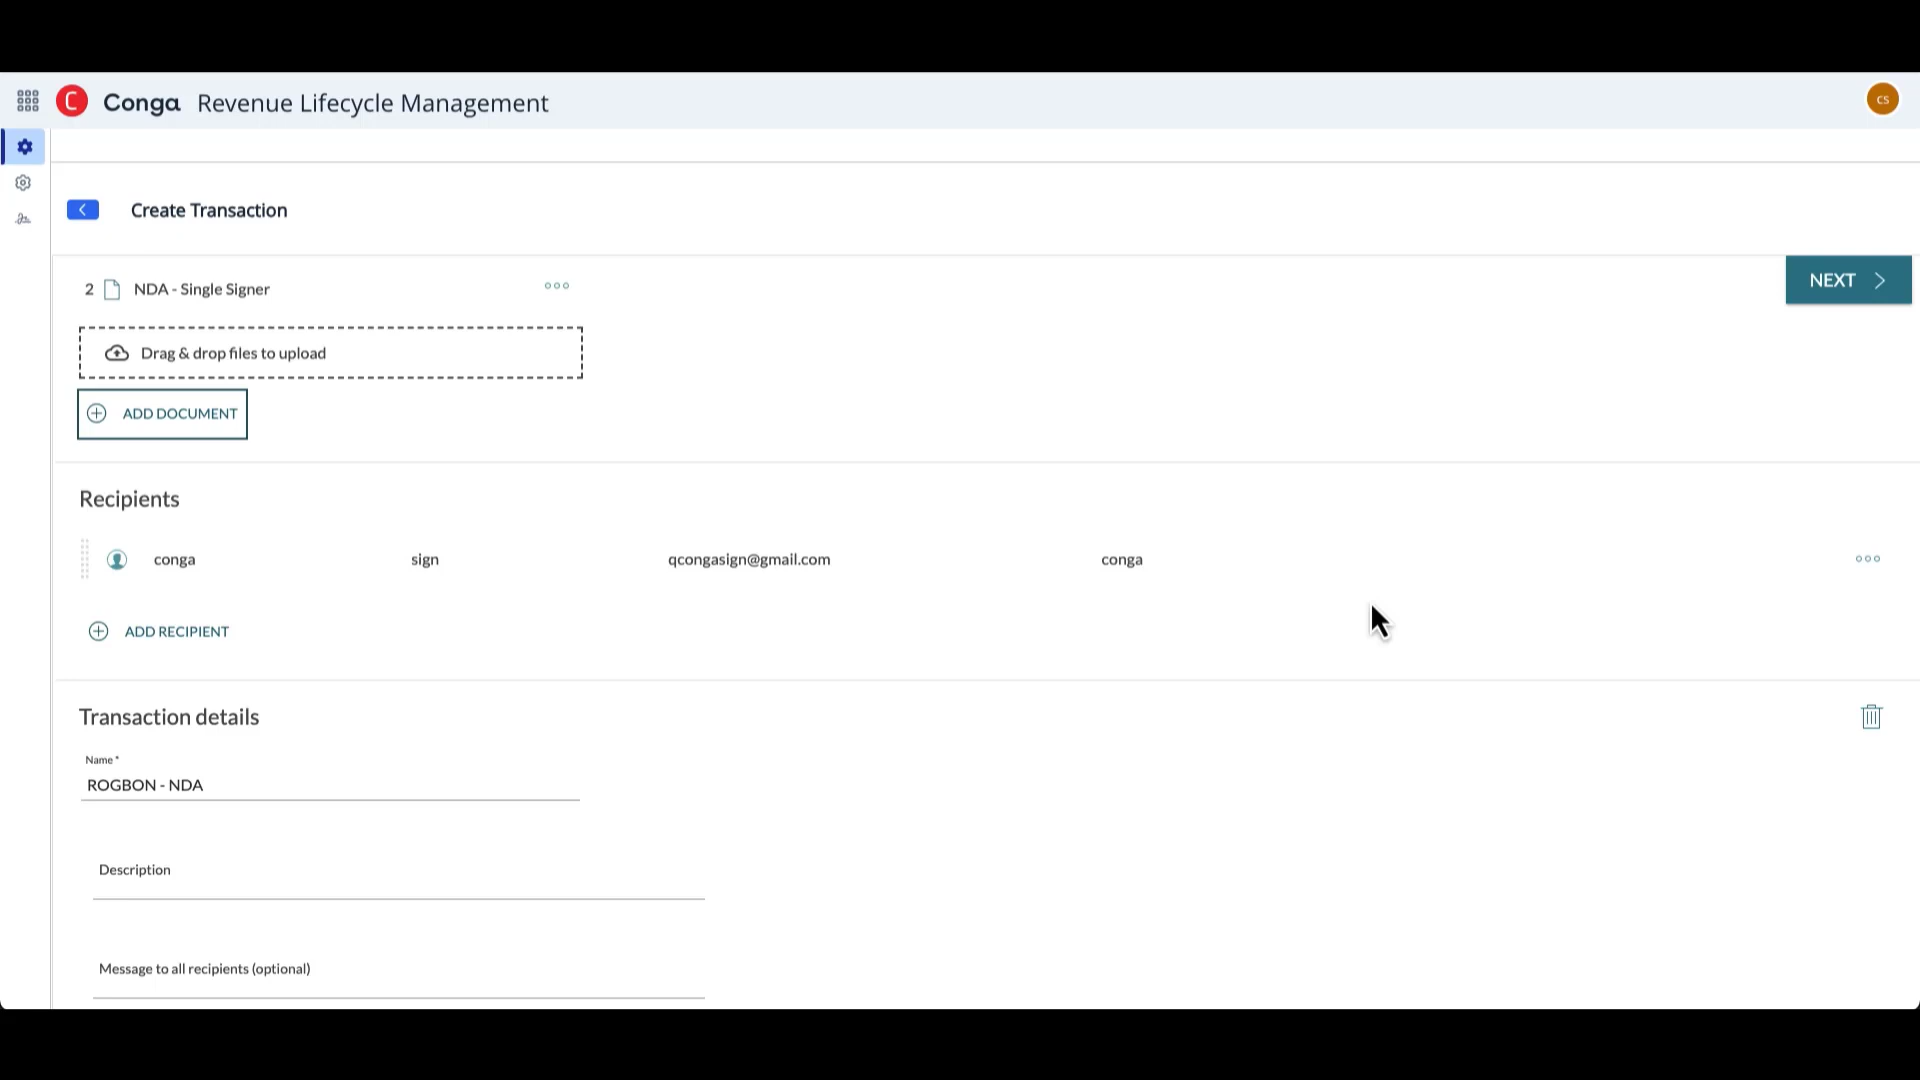 C Conga Revenue Lifecycle Management
CS
Create Transaction
2 NDA - Single Signer
NEXT
Drag & drop files to upload
ADD DOCUMENT
Recipients
conga sign qcongasign@gmail.com conga
ADD RECIPIENT
Transaction details
Name *
ROGBON - NDA
Description
Message to all recipients (optional)